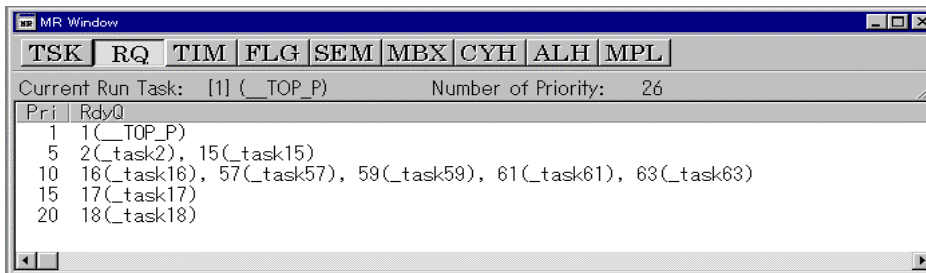 MR MR Window
TSK RQ TIM FLG SEM MBX CYH ALH MPL
Current Run Task: [1] (__TOP_P) Number of Priority: 26
Pri RdyQ
1 1(__TOP_P)
5 2(_task2), 15(_task15)
10 16(_task16), 57(_task57), 59(_task59), 61(_task61), 63(_task63)
15 17(_task17)
20 18(_task18)